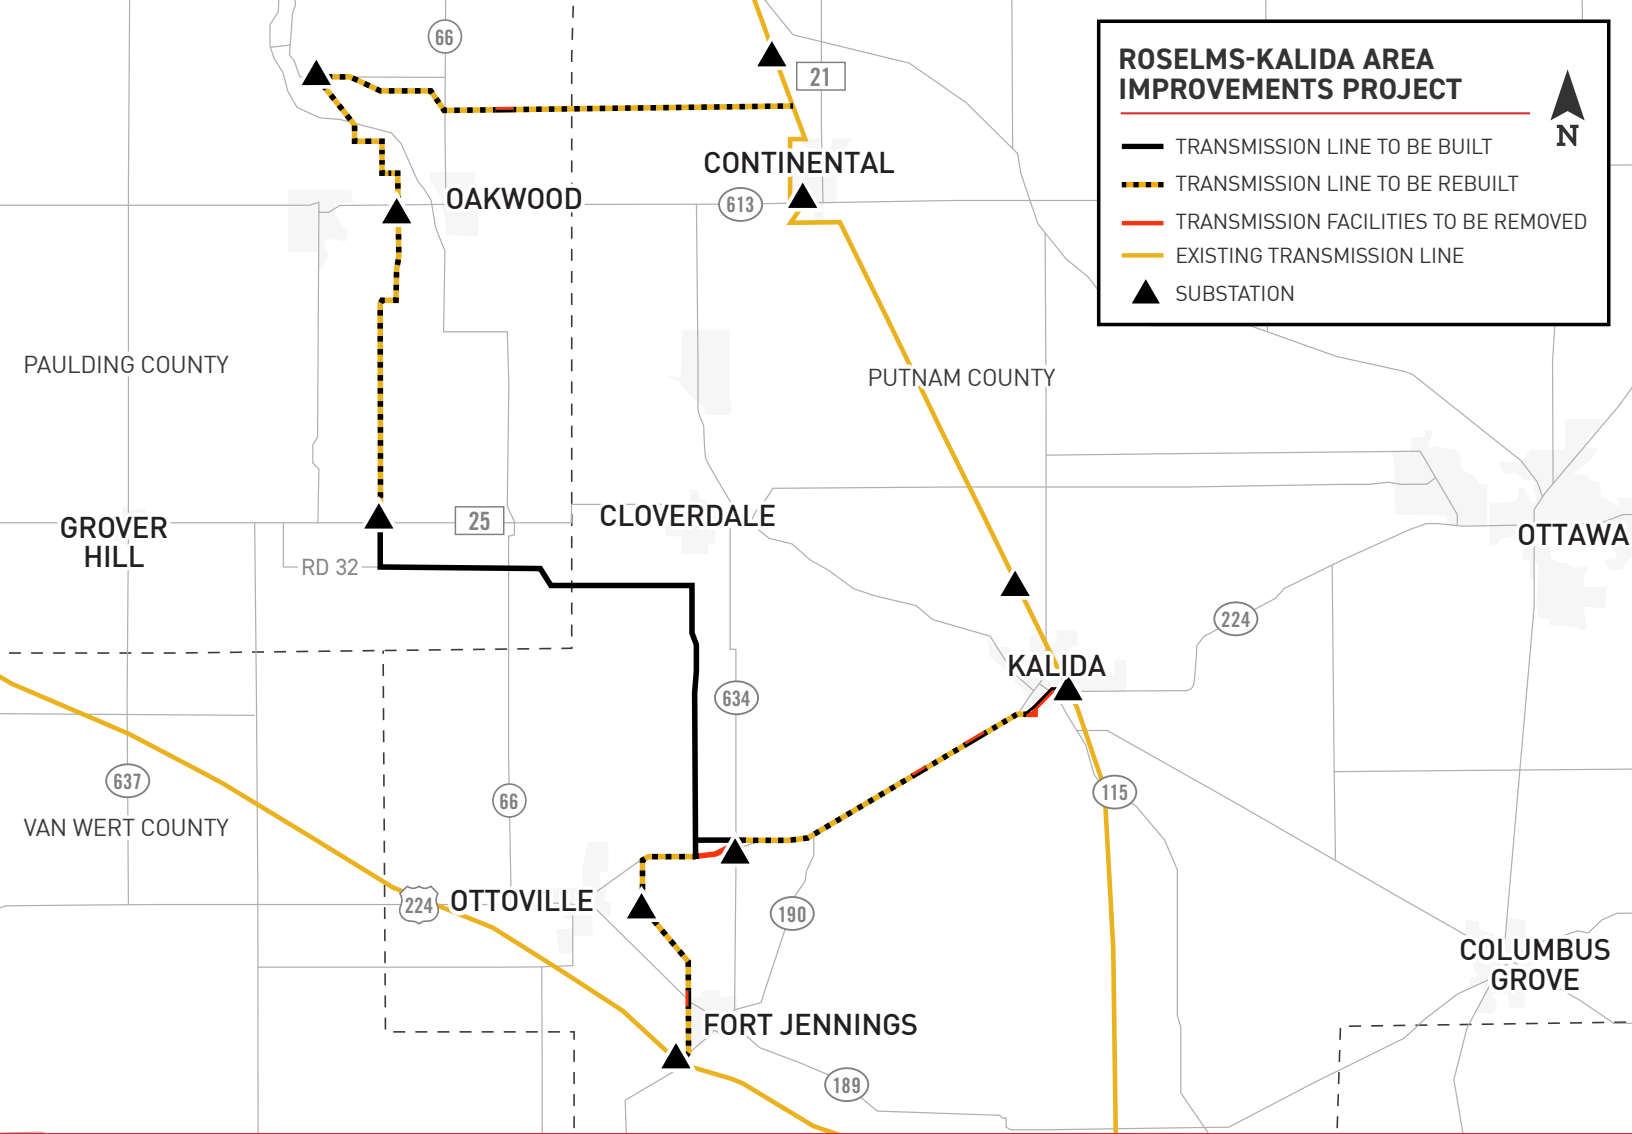 66
21
ROSELMS-KALIDA AREA
IMPROVEMENTS PROJECT
N
TRANSMISSION LINE TO BE BUILT
TRANSMISSION LINE TO BE REBUILT
TRANSMISSION FACILITIES TO BE REMOVED
EXISTING TRANSMISSION LINE
SUBSTATION
CONTINENTAL
OAKWOOD
613
PAULDING COUNTY
PUTNAM COUNTY
GROVER
HILL
25
CLOVERDALE
OTTAWA
RD 32
224
KALIDA
634
637
66
115
VAN WERT COUNTY
224
OTTOVILLE
190
COLUMBUS
GROVE
FORT JENNINGS
189